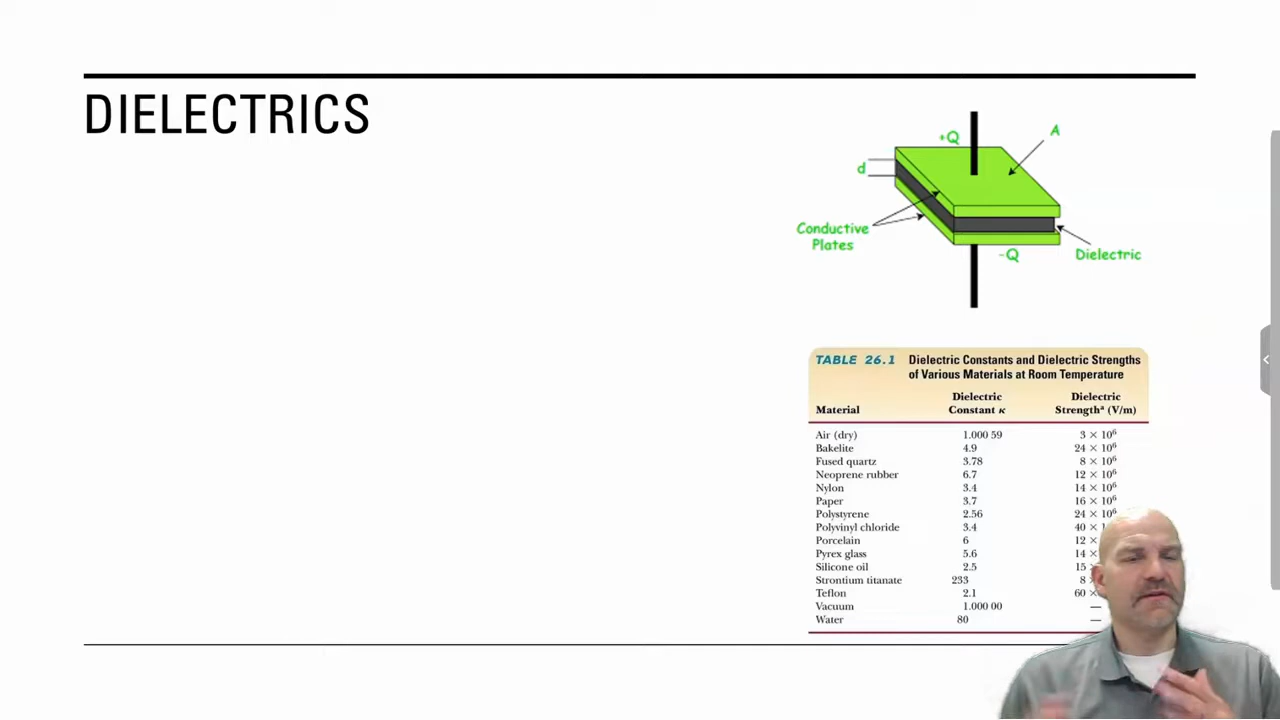 DIELECTRICS
+Q
A
d
Conductive
Plates
-Q
Dielectric
TABLE 26.1 Dielectric Constants and Dielectric Strengths
of Various Materials at Room Temperature
Dielectric Dielectric
Material Constant κ Strengthᵃ (V/m)
Air (dry) 1.000 59 3 × 10⁶
Bakelite 4.9 24 × 10⁶
Fused quartz 3.78 8 × 10⁶
Neoprene rubber 6.7 12 × 10⁶
Nylon 3.4 14 × 10⁶
Paper 3.7 16 × 10⁶
Polystyrene 2.56 24 × 10⁶
Polyvinyl chloride 3.4 40 × 1
Porcelain 6 12 ×
Pyrex glass 5.6 14 ×
Silicone oil 2.5 15 ×
Strontium titanate 233 8
Teflon 2.1 60 ×
Vacuum 1.000 00 —
Water 80 —